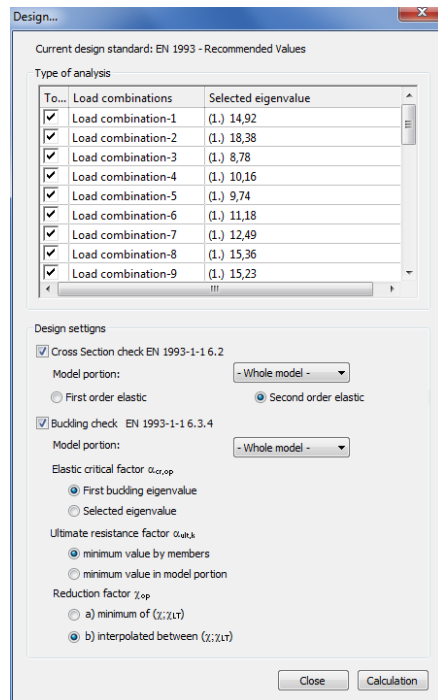 Design...
Current design standard: EN 1993 - Recommended Values
Type of analysis
To... Load combinations Selected eigenvalue
Load combination-1 (1.) 14,92
Load combination-2 (1.) 18,38
Load combination-3 (1.) 8,78
Load combination-4 (1.) 10,16
Load combination-5 (1.) 9,74
Load combination-6 (1.) 11,18
Load combination-7 (1.) 12,49
Load combination-8 (1.) 15,36
Load combination-9 (1.) 15,23
Design settigns
Cross Section check EN 1993-1-1 6.2
Model portion: - Whole model -
First order elastic Second order elastic
Buckling check EN 1993-1-1 6.3.4
Model portion: - Whole model -
Elastic critical factor αcr,op
First buckling eigenvalue
Selected eigenvalue
Ultimate resistance factor αult,k
minimum value by members
minimum value in model portion
Reduction factor χop
a) minimum of (χ;χLT)
b) interpolated between (χ;χLT)
Close Calculation